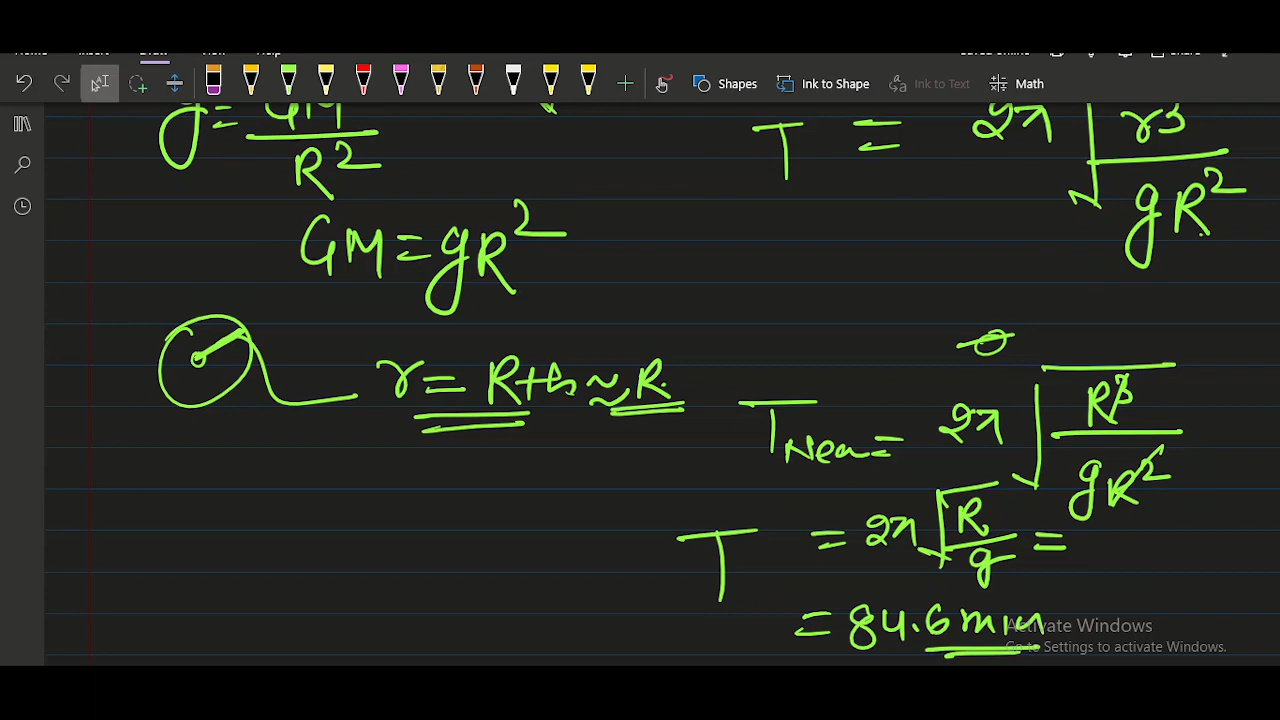 Shapes Ink to Shape Ink to Text Math
g = GM / R²
T = 2π √(r3 / gR²)
GM = gR²
r = R+h ≈ R
T Near = 2π √(R³ / gR²)
T = 2π √(R / g) =
= 84.6 min
Activate Windows
Go to Settings to activate Windows.